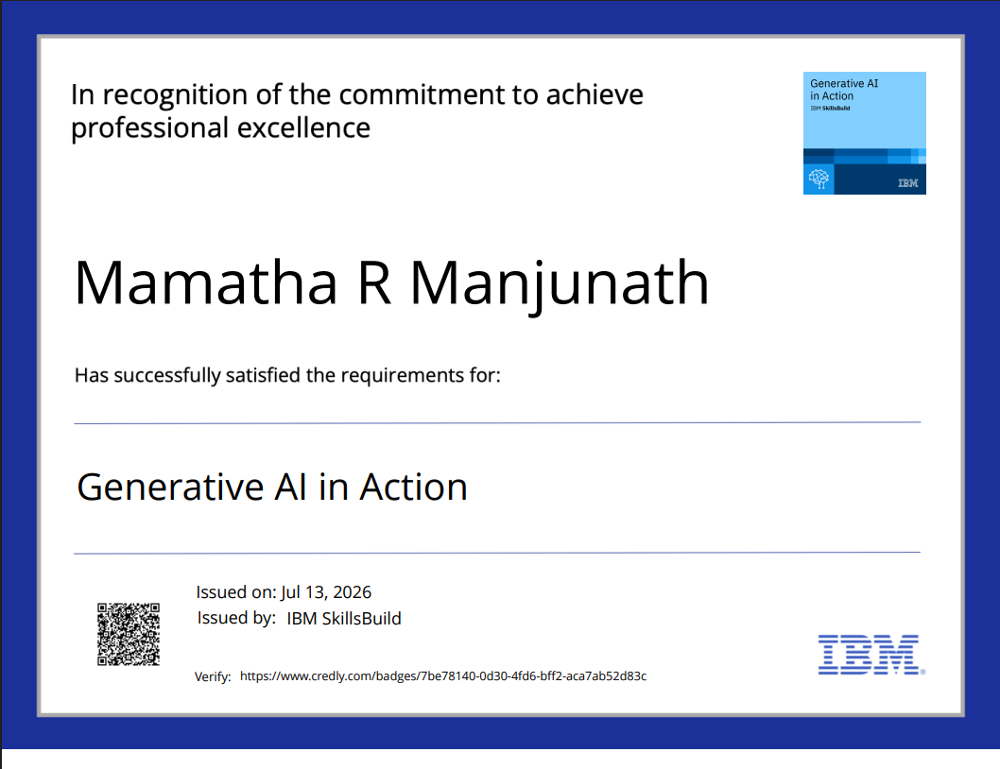 In recognition of the commitment to achieve
professional excellence
Generative AI
in Action
IBM SkillsBuild
IBM
Mamatha R Manjunath
Has successfully satisfied the requirements for:
Generative AI in Action
Issued on: Jul 13, 2026
Issued by: IBM SkillsBuild
Verify: https://www.credly.com/badges/7be78140-0d30-4fd6-bff2-aca7ab52d83c
IBM®